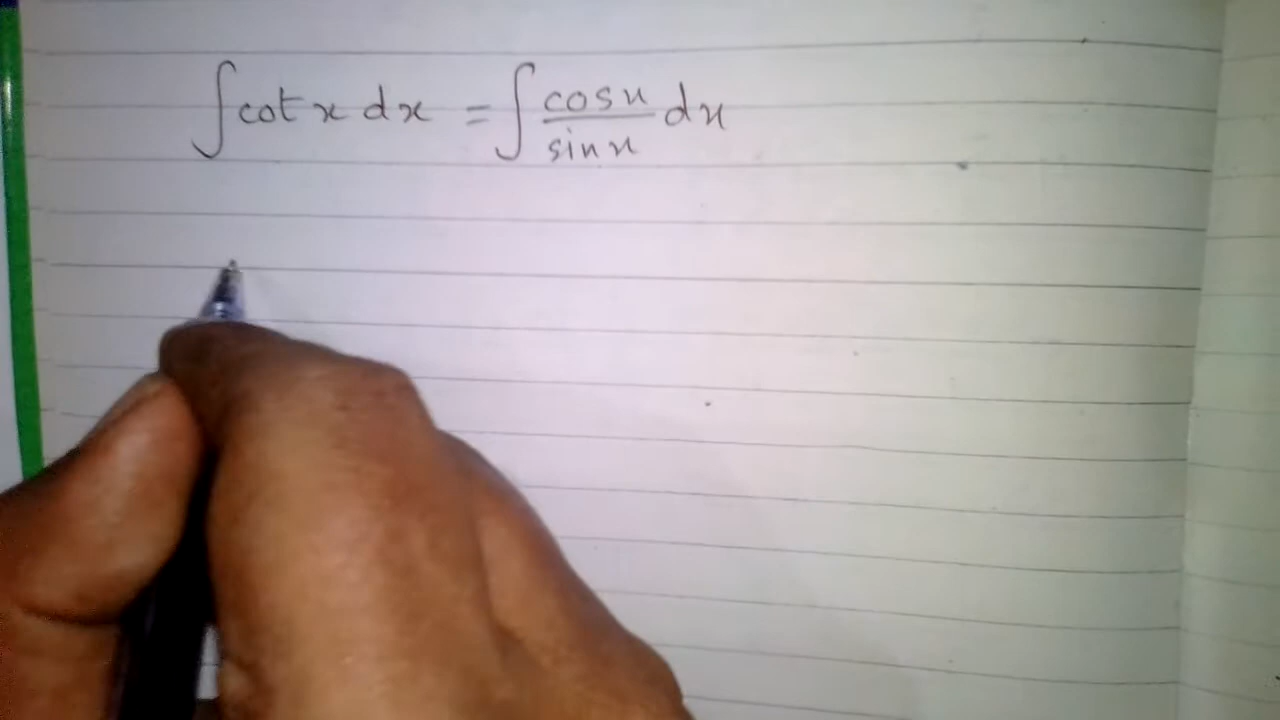 ∫cot x dx = ∫ cos x / sin x dx